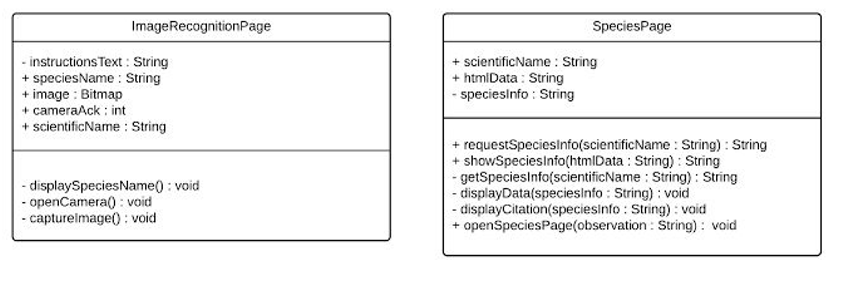 ImageRecognitionPage
- instructionsText : String
+ speciesName : String
+ image : Bitmap
+ cameraAck : int
+ scientificName : String
- displaySpeciesName() : void
- openCamera() : void
- captureImage() : void
SpeciesPage
+ scientificName : String
+ htmlData : String
- speciesInfo : String
+ requestSpeciesInfo(scientificName : String) : String
+ showSpeciesInfo(htmlData : String) : String
- getSpeciesInfo(scientificName : String) : String
- displayData(speciesInfo : String) : void
- displayCitation(speciesInfo : String) : void
+ openSpeciesPage(observation : String) : void